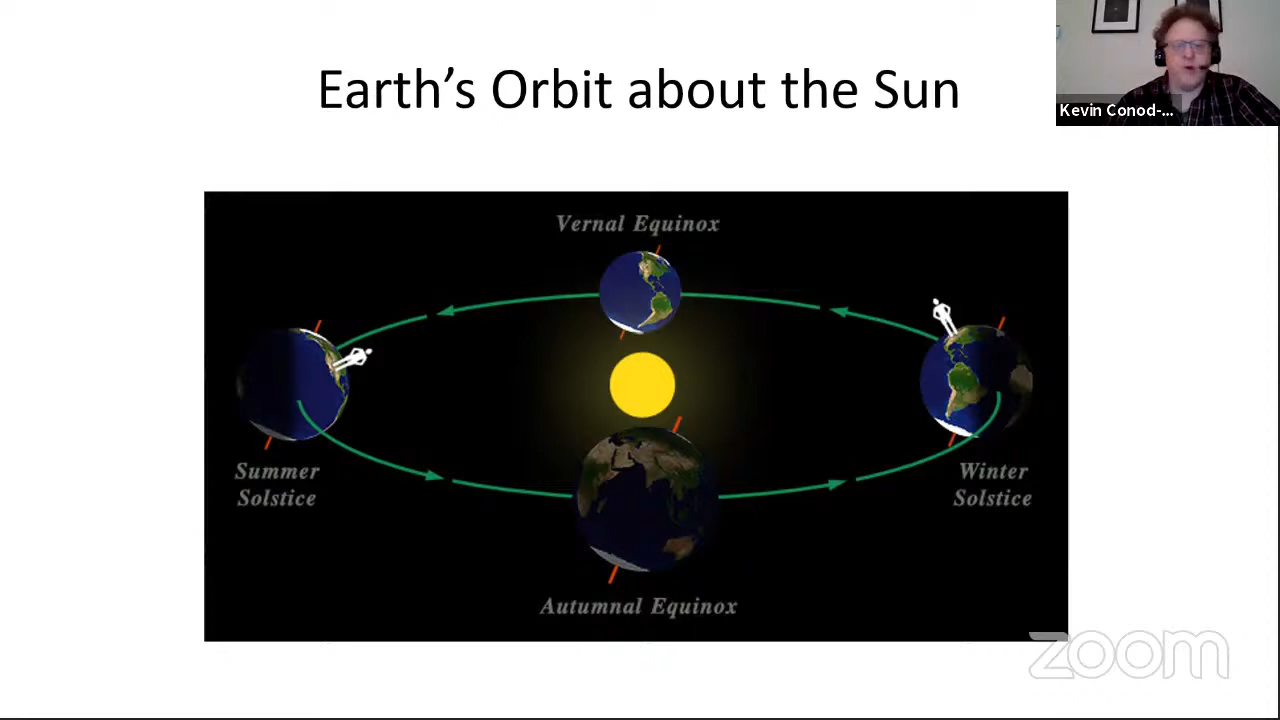 Earth’s Orbit about the Sun
Kevin Conod-...
Vernal Equinox
Summer
Solstice
Winter
Solstice
Autumnal Equinox
zoom